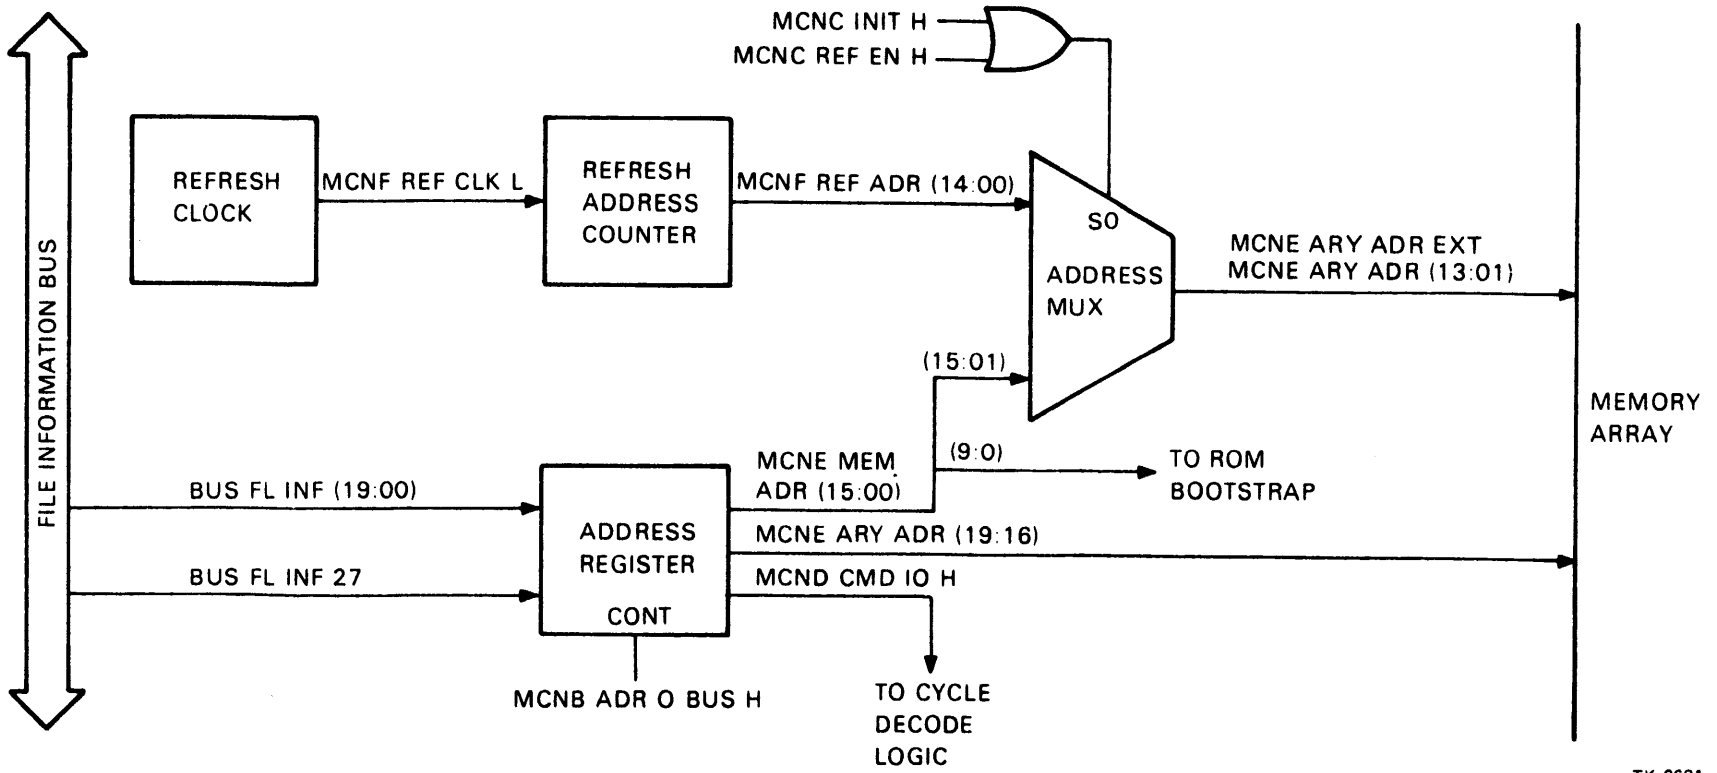 MCNC INIT H
MCNC REF EN H
REFRESH
CLOCK
MCNF REF CLK L
REFRESH
ADDRESS
COUNTER
MCNF REF ADR (14:00)
S0
ADDRESS
MUX
MCNE ARY ADR EXT
MCNE ARY ADR (13:01)
FILE INFORMATION BUS
(15:01)
MEMORY
ARRAY
BUS FL INF (19:00)
ADDRESS
REGISTER
CONT
MCNE MEM
ADR (15:00)
(9:0)
TO ROM
BOOTSTRAP
MCNE ARY ADR (19:16)
BUS FL INF 27
MCND CMD IO H
MCNB ADR O BUS H
TO CYCLE
DECODE
LOGIC